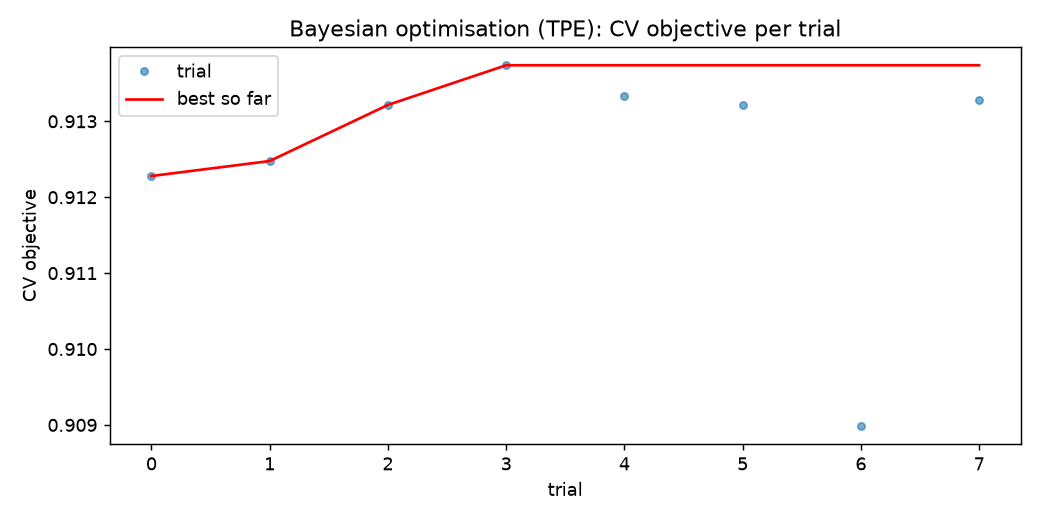 Bayesian optimisation (TPE): CV objective per trial
trial
best so far
CV objective
0.913
0.912
0.911
0.910
0.909
0 1 2 3 4 5 6 7
trial